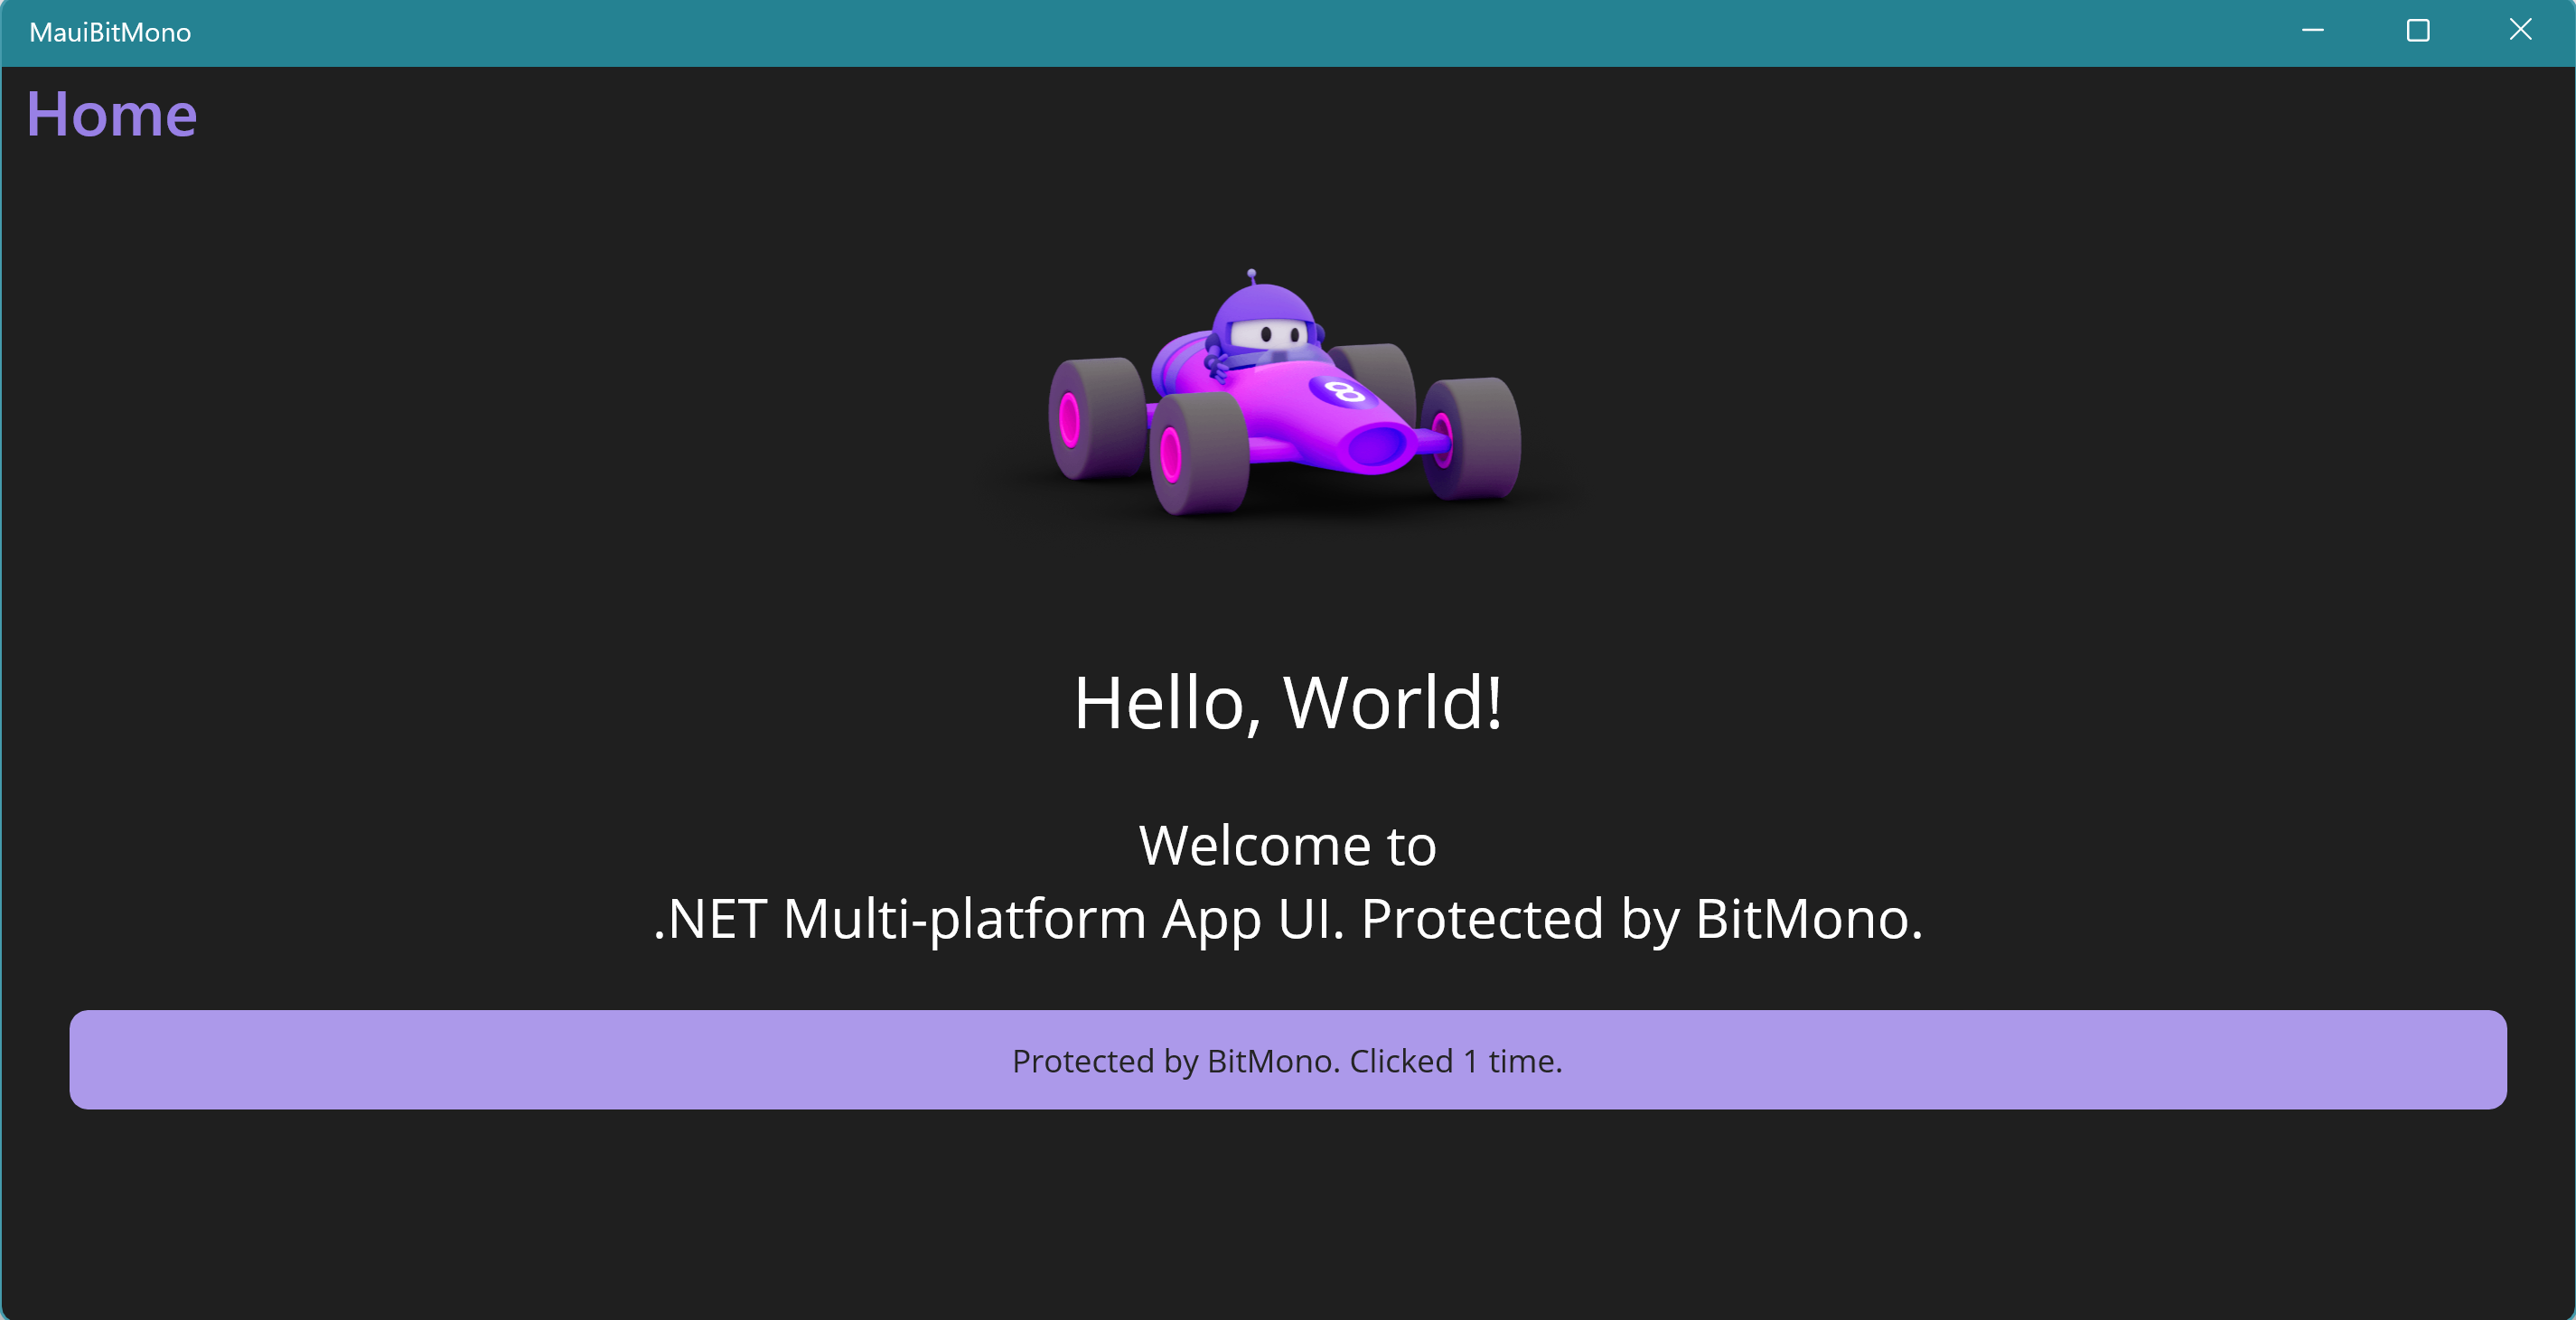 MauiBitMono
Home
8
Hello, World!
Welcome to
.NET Multi-platform App UI. Protected by BitMono.
Protected by BitMono. Clicked 1 time.